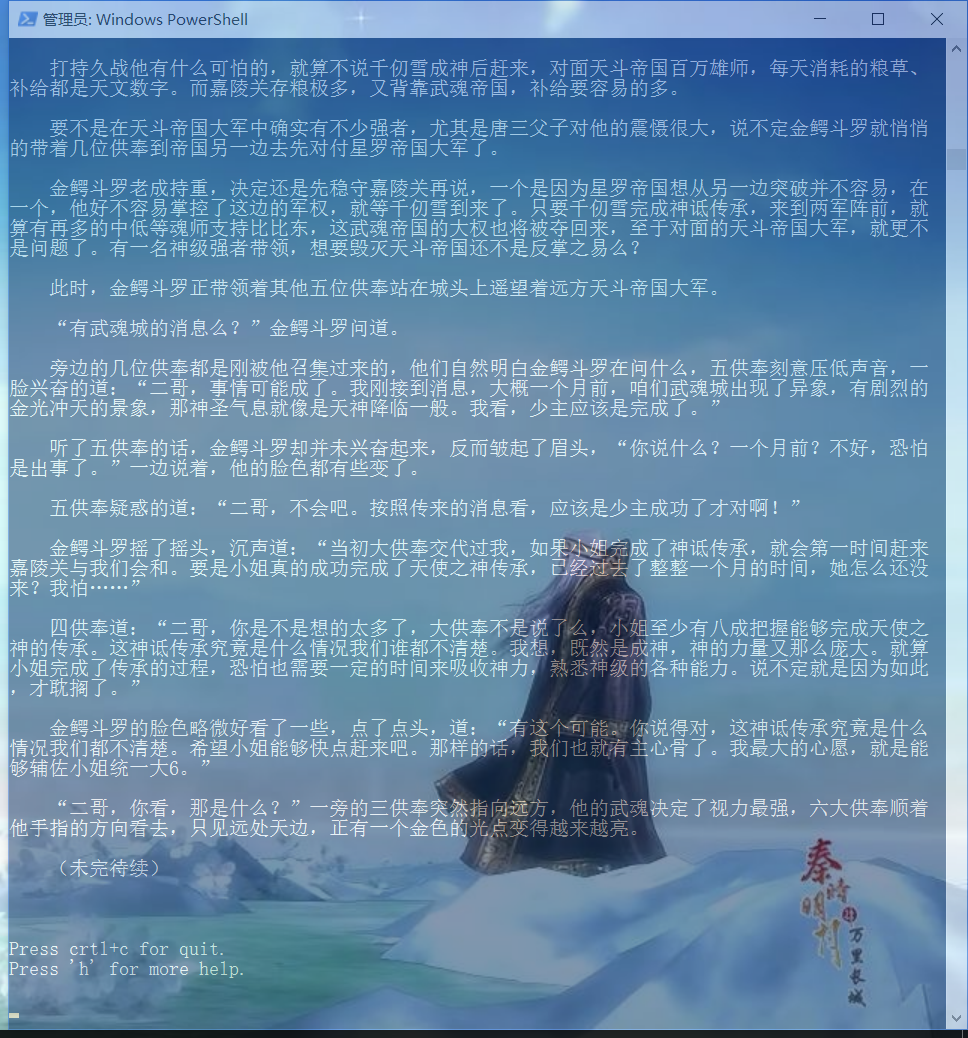 管理员: Windows PowerShell
打持久战他有什么可怕的，就算不说千仞雪成神后赶来，对面天斗帝国百万雄师，每天消耗的粮草、
补给都是天文数字。而嘉陵关存粮极多，又背靠武魂帝国，补给要容易的多。
要不是在天斗帝国大军中确实有不少强者，尤其是唐三父子对他的震慑很大，说不定金鳄斗罗就悄悄
的带着几位供奉到帝国另一边去先对付星罗帝国大军了。
金鳄斗罗老成持重，决定还是先稳守嘉陵关再说，一个是因为星罗帝国想从另一边突破并不容易，在
一个，他好不容易掌控了这边的军权，就等千仞雪到来了。只要千仞雪完成神诋传承，来到两军阵前，就
算有再多的中低等魂师支持比比东，这武魂帝国的大权也将被夺回来，至于对面的天斗帝国大军，就更不
是问题了。有一名神级强者带领，想要毁灭天斗帝国还不是反掌之易么？
此时，金鳄斗罗正带领着其他五位供奉站在城头上遥望着远方天斗帝国大军。
“有武魂城的消息么？”金鳄斗罗问道。
旁边的几位供奉都是刚被他召集过来的，他们自然明白金鳄斗罗在问什么，五供奉刻意压低声音，一
脸兴奋的道：“二哥，事情可能成了。我刚接到消息，大概一个月前，咱们武魂城出现了异象，有剧烈的
金光冲天的景象，那神圣气息就像是天神降临一般。我看，少主应该是完成了。”
听了五供奉的话，金鳄斗罗却并未兴奋起来，反而皱起了眉头，“你说什么？一个月前？不好，恐怕
是出事了。”一边说着，他的脸色都有些变了。
五供奉疑惑的道：“二哥，不会吧。按照传来的消息看，应该是少主成功了才对啊！”
金鳄斗罗摇了摇头，沉声道：“当初大供奉交代过我，如果小姐完成了神诋传承，就会第一时间赶来
嘉陵关与我们会和。要是小姐真的成功完成了天使之神传承，已经过去了整整一个月的时间，她怎么还没
来？我怕……”
四供奉道：“二哥，你是不是想的太多了，大供奉不是说了么，小姐至少有八成把握能够完成天使之
神的传承。这神诋传承究竟是什么情况我们谁都不清楚。我想，既然是成神，神的力量又那么庞大。就算
小姐完成了传承的过程，恐怕也需要一定的时间来吸收神力，熟悉神级的各种能力。说不定就是因为如此
，才耽搁了。”
金鳄斗罗的脸色略微好看了一些，点了点头，道：“有这个可能。你说得对，这神诋传承究竟是什么
情况我们都不清楚。希望小姐能够快点赶来吧。那样的话，我们也就有主心骨了。我最大的心愿，就是能
够辅佐小姐统一大6。”
“二哥，你看，那是什么？”一旁的三供奉突然指向远方，他的武魂决定了视力最强，六大供奉顺着
他手指的方向看去，只见远处天边，正有一个金色的光点变得越来越亮。
（未完待续）
Press crtl+c for quit.
Press 'h' for more help.
秦时明月之万里长城